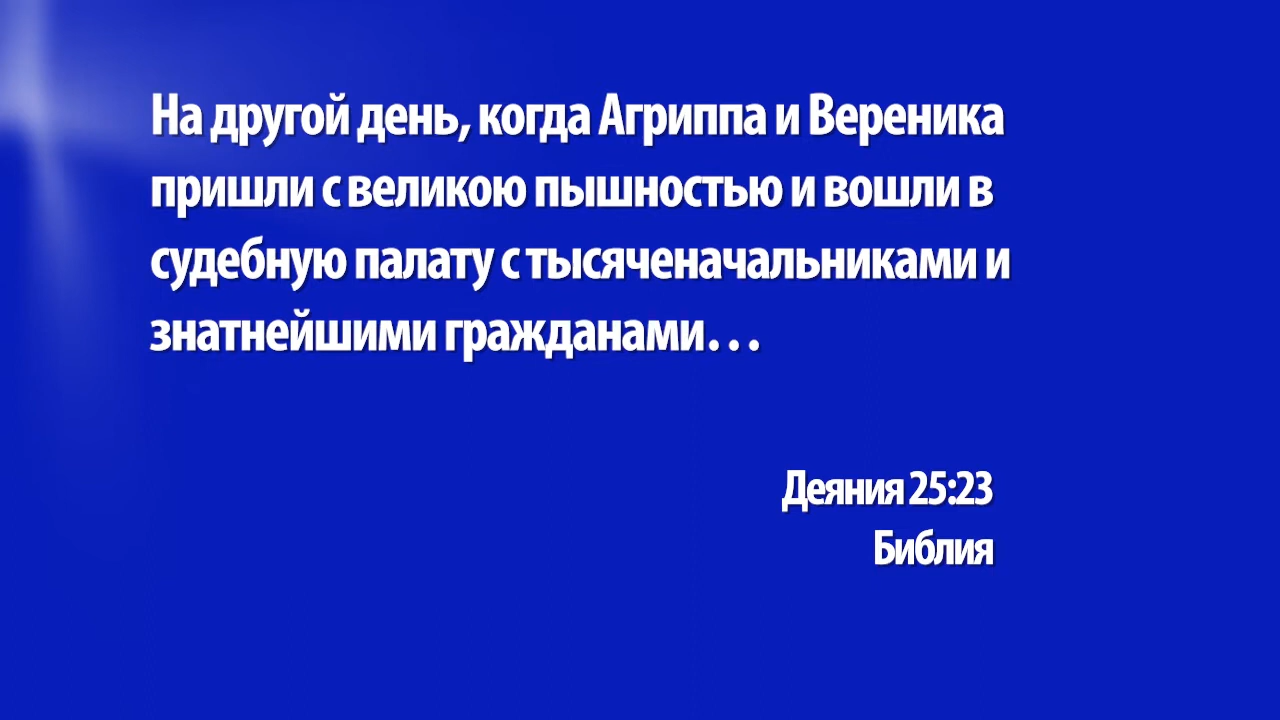 На другой день, когда Агриппа и Вереника
пришли с великою пышностью и вошли в
судебную палату с тысяченачальниками и
знатнейшими гражданами…
Деяния 25:23
Библия